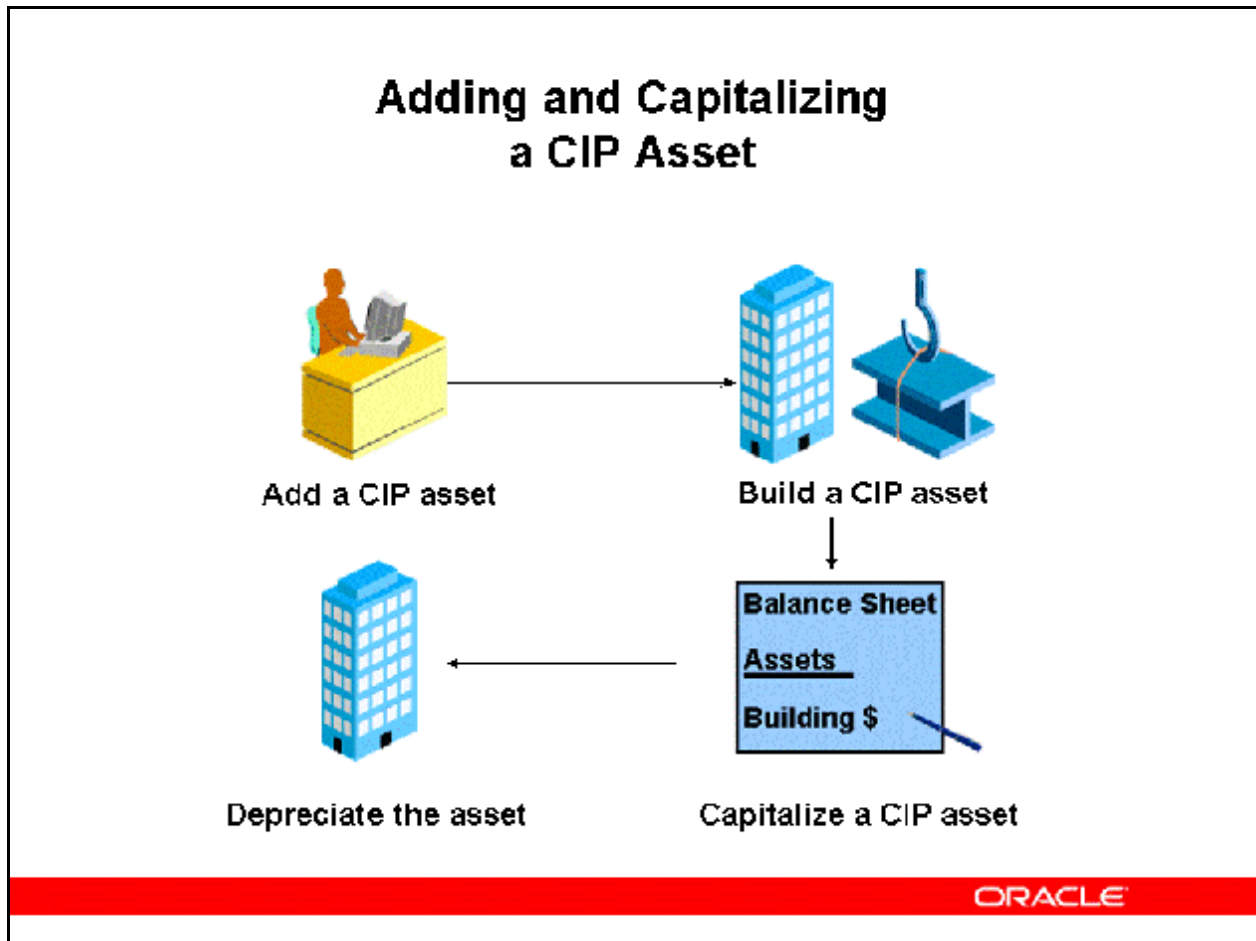 Adding and Capitalizing
a CIP Asset
Add a CIP asset
Build a CIP asset
Balance Sheet
Assets
Building $
Depreciate the asset
Capitalize a CIP asset
ORACLE